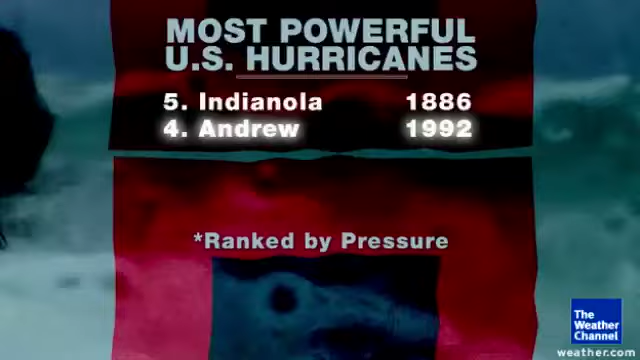 MOST POWERFUL
U.S. HURRICANES
5. Indianola 1886
4. Andrew 1992
*Ranked by Pressure
The
Weather
Channel
weather.com